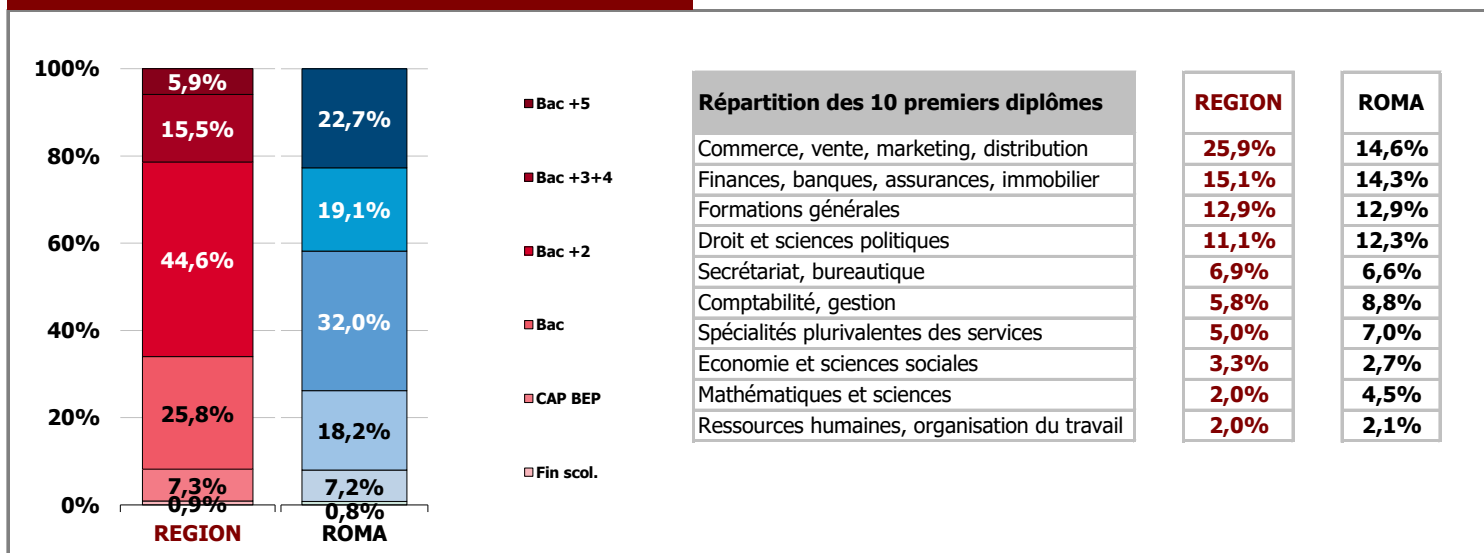 100%
80%
60%
40%
20%
0%
5,9%
15,5%
44,6%
25,8%
7,3%
0,9%
REGION
22,7%
19,1%
32,0%
18,2%
7,2%
0,8%
ROMA
Bac +5
Bac +3+4
Bac +2
Bac
CAP BEP
Fin scol.
Répartition des 10 premiers diplômes REGION ROMA
Commerce, vente, marketing, distribution 25,9% 14,6%
Finances, banques, assurances, immobilier 15,1% 14,3%
Formations générales 12,9% 12,9%
Droit et sciences politiques 11,1% 12,3%
Secrétariat, bureautique 6,9% 6,6%
Comptabilité, gestion 5,8% 8,8%
Spécialités plurivalentes des services 5,0% 7,0%
Economie et sciences sociales 3,3% 2,7%
Mathématiques et sciences 2,0% 4,5%
Ressources humaines, organisation du travail 2,0% 2,1%